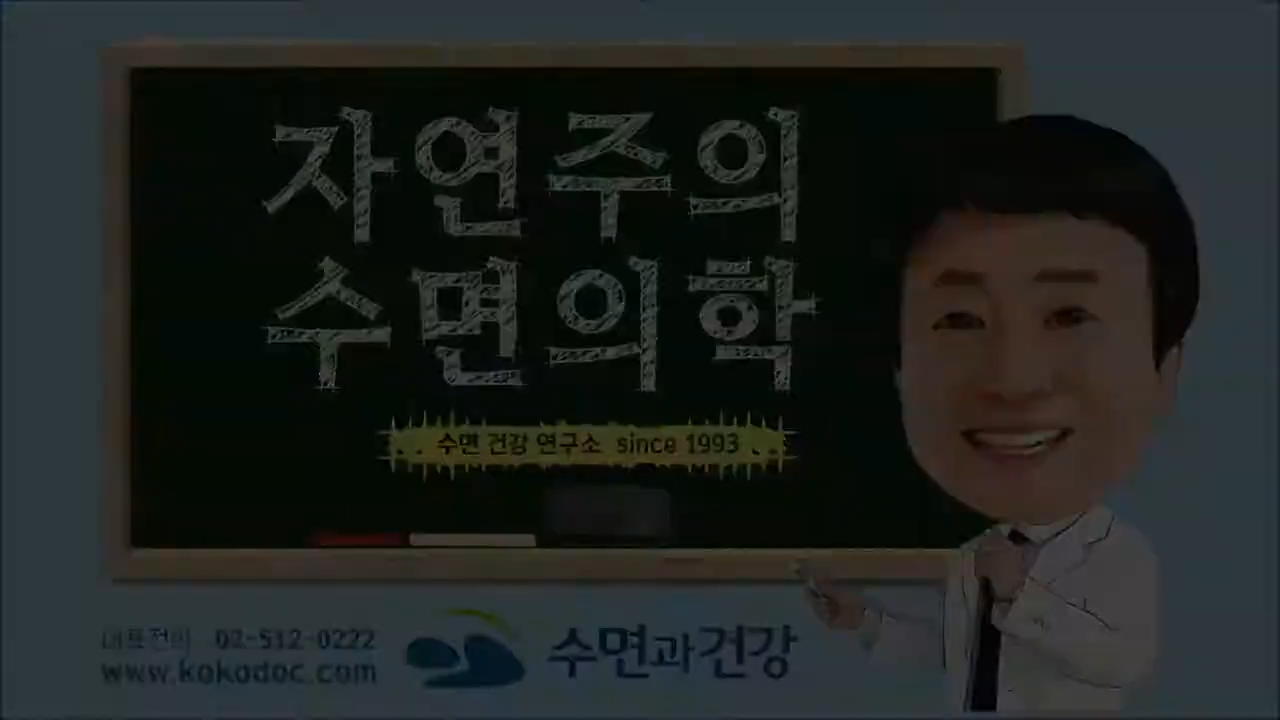 자연주의
수면의학
수면 건강 연구소 since 1993
대표전화 02-512-0222
www.kokodoc.com
수면과건강